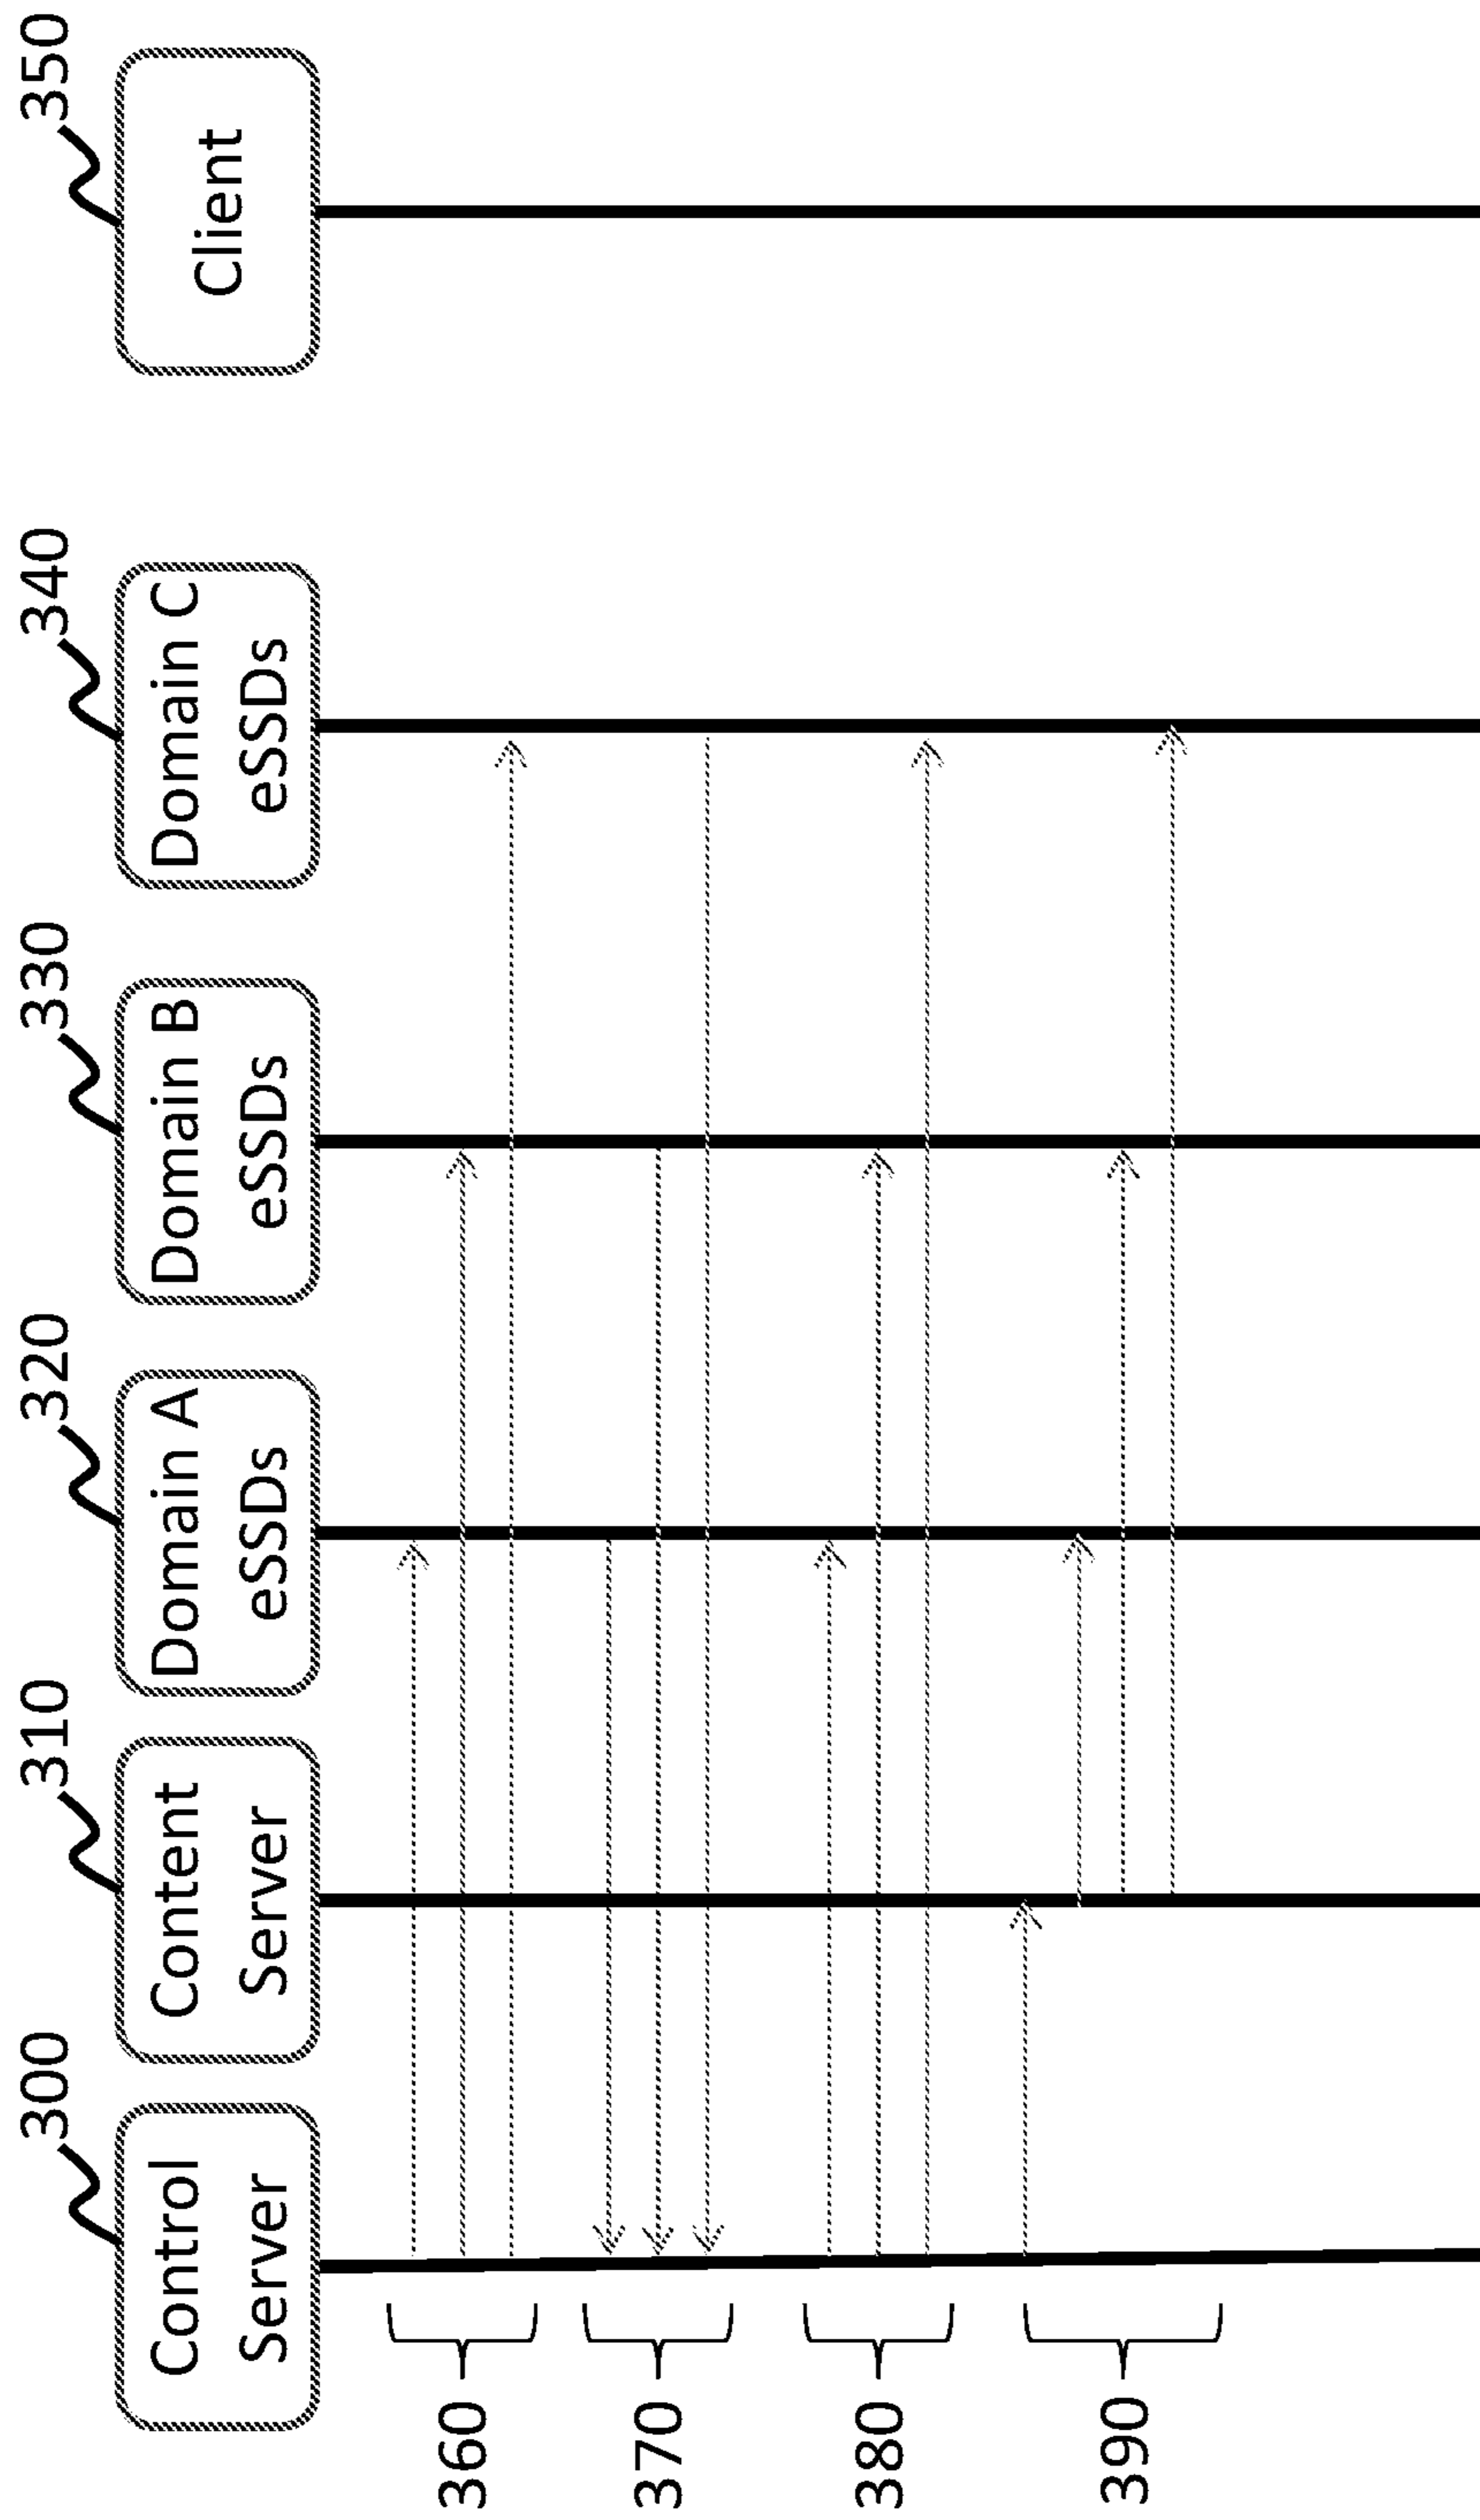 300
310
320
330
340
350
Control
Server
Content
Server
Domain A
eSSDs
Domain B
eSSDs
Domain C
eSSDs
Client
360
370
380
390